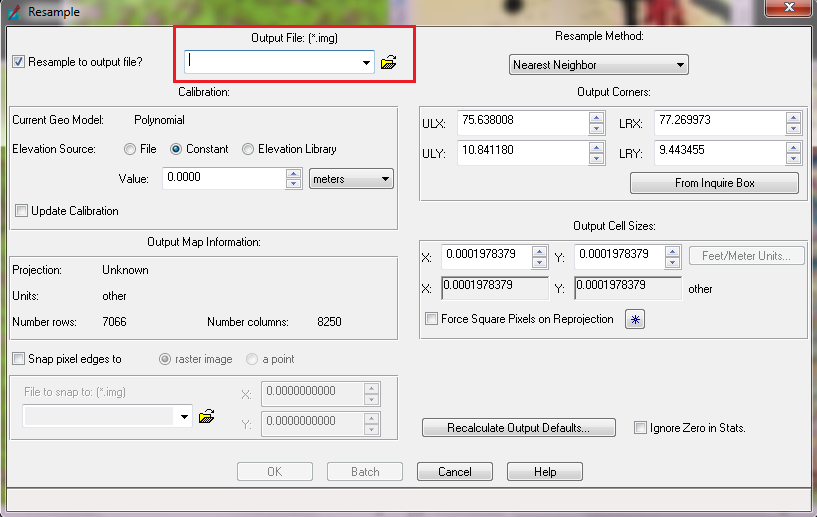 Resample
Resample to output file?
Output File: (*.img)
Resample Method:
Nearest Neighbor
Calibration:
Current Geo Model: Polynomial
Elevation Source: File Constant Elevation Library
Value: 0.0000 meters
Update Calibration
Output Corners:
ULX: 75.638008 LRX: 77.269973
ULY: 10.841180 LRY: 9.443455
From Inquire Box
Output Map Information:
Projection: Unknown
Units: other
Number rows: 7066 Number columns: 8250
Output Cell Sizes:
X: 0.0001978379 Y: 0.0001978379 Feet/Meter Units...
X: 0.0001978379 Y: 0.0001978379 other
Force Square Pixels on Reprojection
Snap pixel edges to raster image a point
File to snap to: (*.img)
X: 0.0000000000
Y: 0.0000000000
Recalculate Output Defaults... Ignore Zero in Stats.
OK Batch Cancel Help